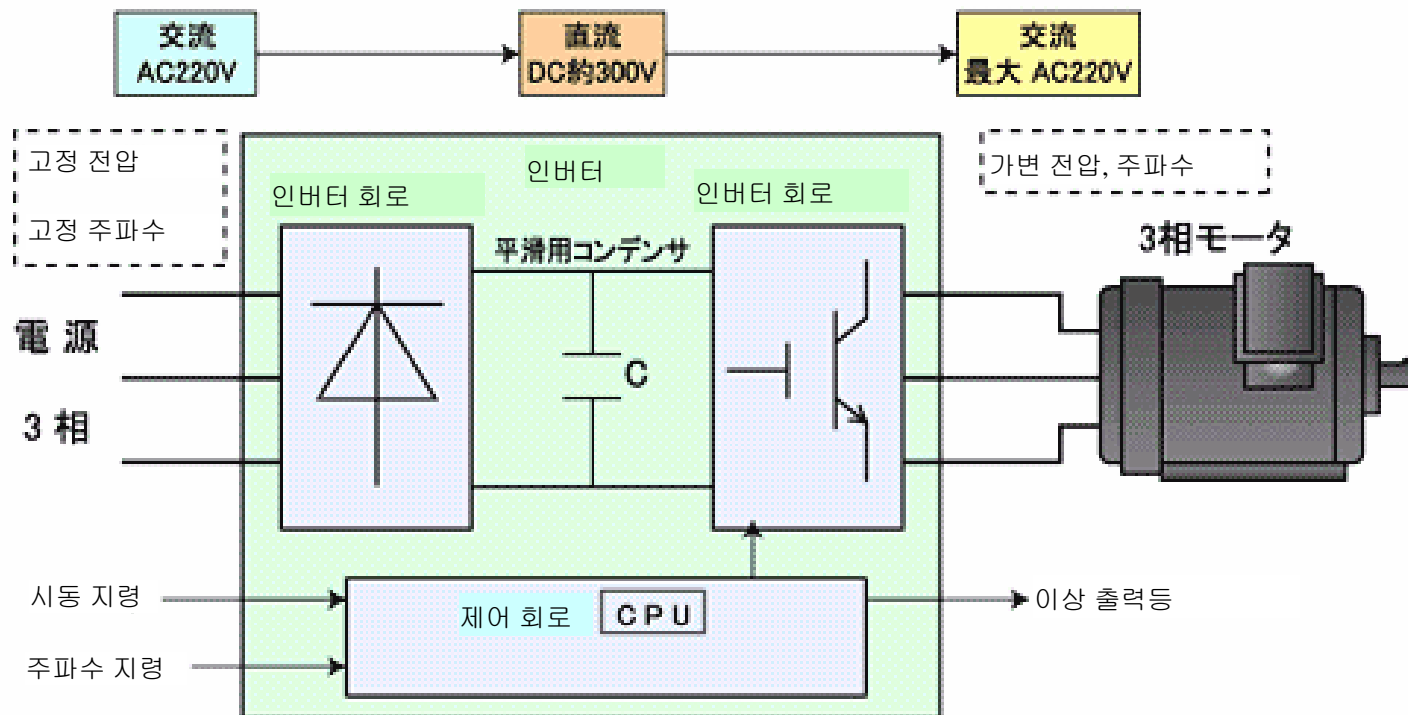 交流
AC220V
直流
DC約300V
交流
最大 AC220V
고정 전압
고정 주파수
인버터
가변 전압, 주파수
인버터 회로
인버터 회로
平滑用コンデンサ
3相モータ
電 源
3 相
C
시동 지령
제어 회로
CPU
이상 출력등
주파수 지령